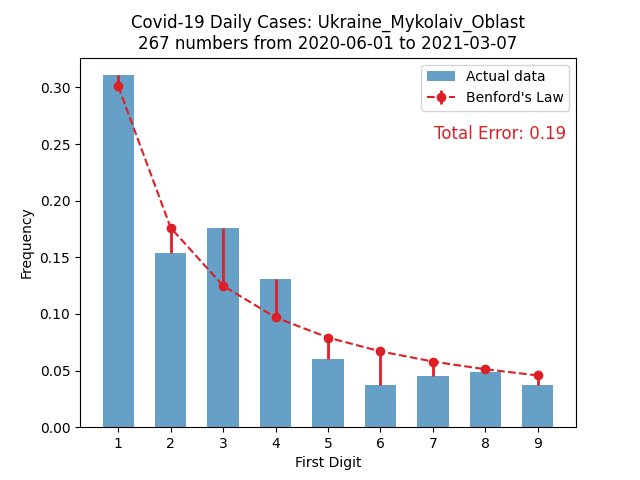 Covid-19 Daily Cases: Ukraine_Mykolaiv_Oblast
267 numbers from 2020-06-01 to 2021-03-07
Actual data
Benford's Law
Total Error: 0.19
0.30
0.25
0.20
0.15
0.10
0.05
0.00
Frequency
1 2 3 4 5 6 7 8 9
First Digit